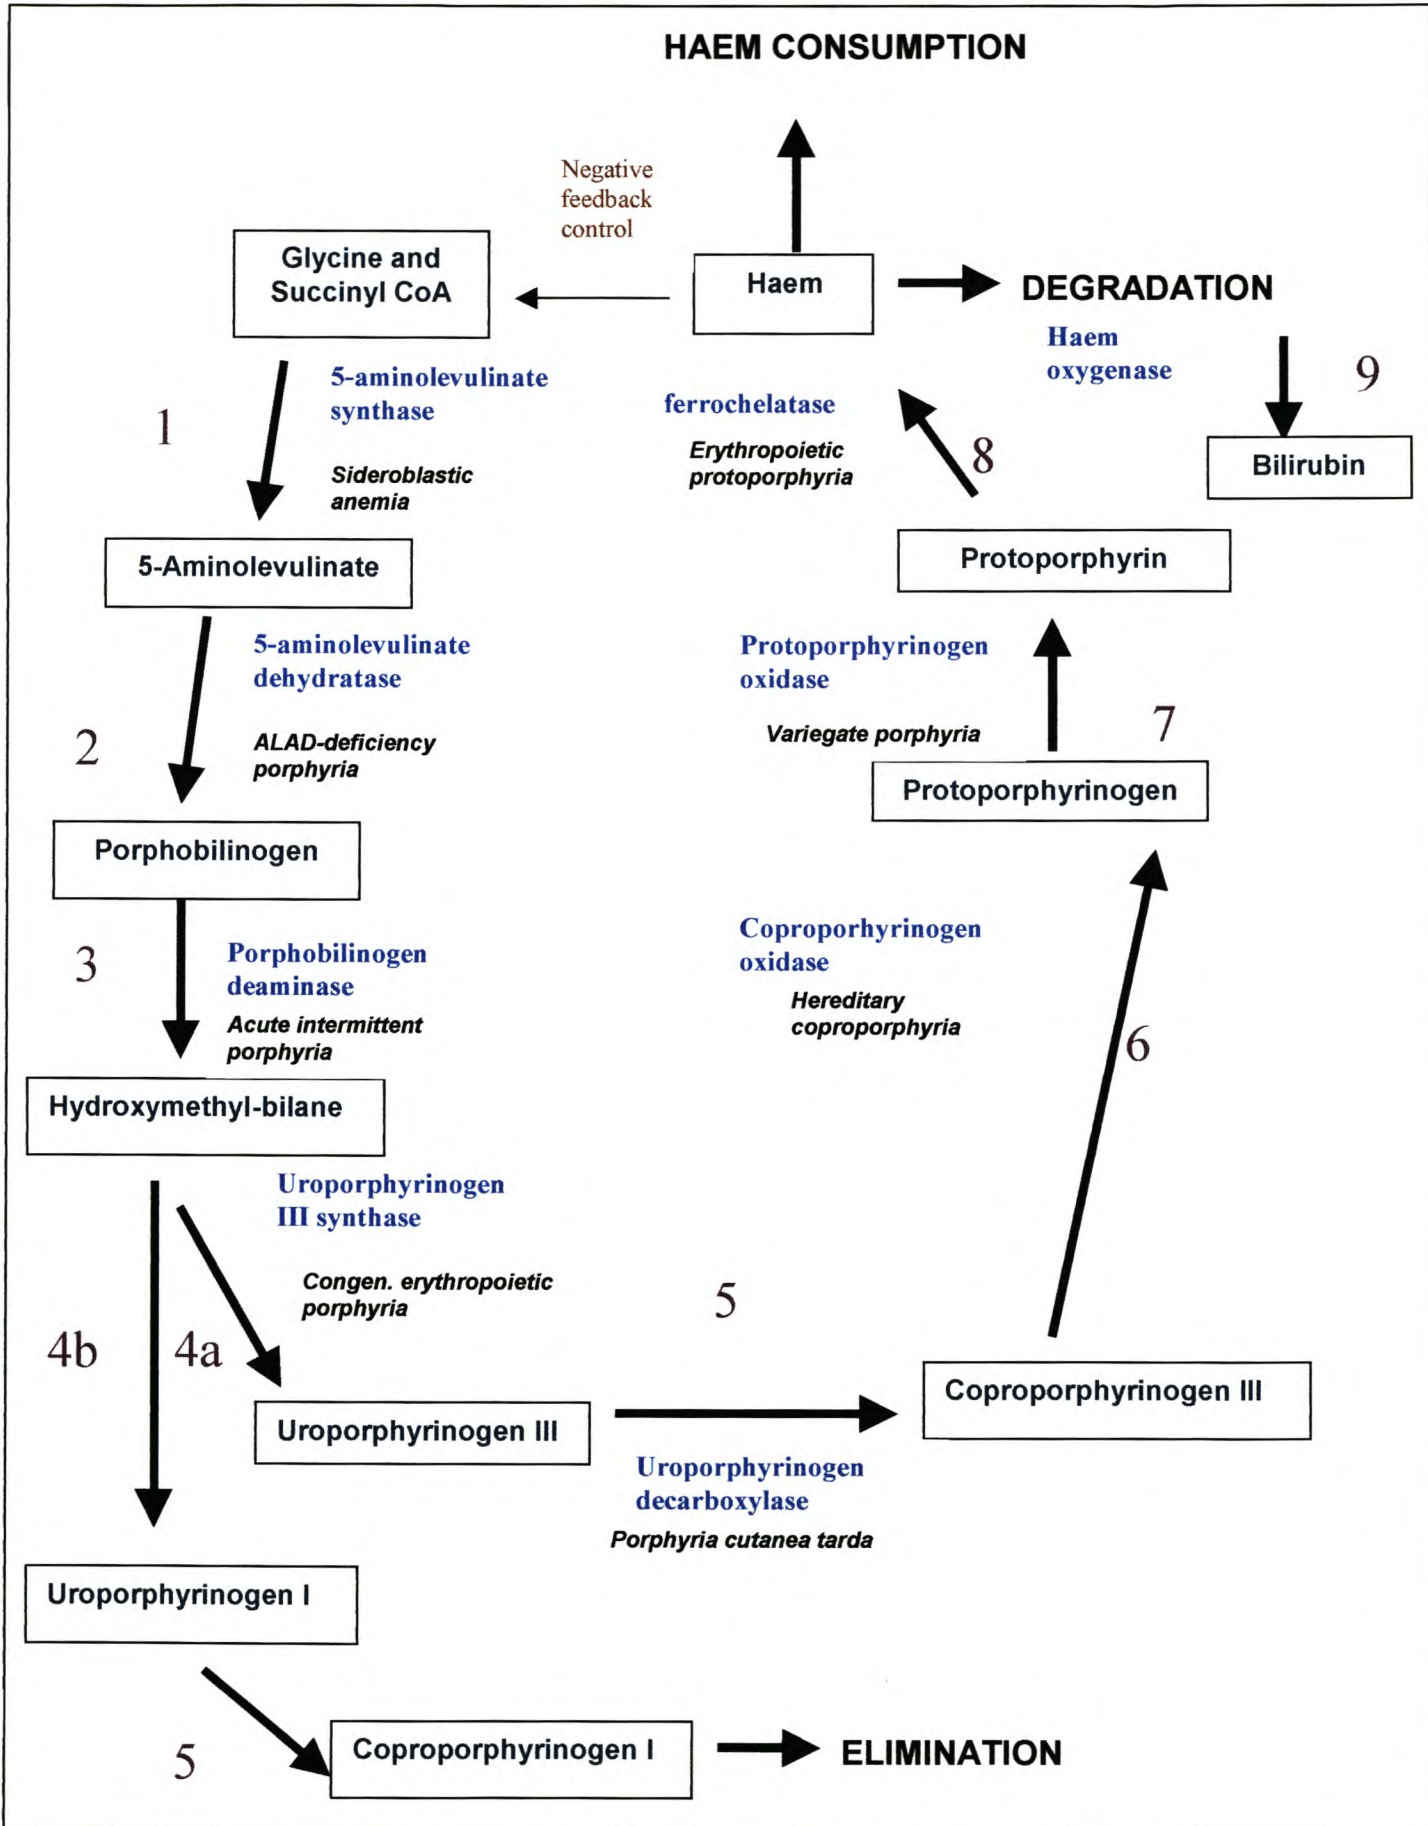 HAEM CONSUMPTION
Negative
feedback
control
Glycine and
Succinyl CoA
Haem
DEGRADATION
Haem
oxygenase
9
Bilirubin
5-aminolevulinate
synthase
1
Sideroblastic
anemia
ferrochelatase
Erythropoietic
protoporphyria
8
5-Aminolevulinate
Protoporphyrin
5-aminolevulinate
dehydratase
2
ALAD-deficiency
porphyria
Protoporphyrinogen
oxidase
Variegate porphyria
7
Porphobilinogen
Protoporphyrinogen
3
Porphobilinogen
deaminase
Acute intermittent
porphyria
Coproporhyrinogen
oxidase
Hereditary
coproporphyria
6
Hydroxymethyl-bilane
Uroporphyrinogen
III synthase
Congen. erythropoietic
porphyria
4b
4a
5
Uroporphyrinogen III
Coproporphyrinogen III
Uroporphyrinogen
decarboxylase
Porphyria cutanea tarda
Uroporphyrinogen I
5
Coproporphyrinogen I
ELIMINATION